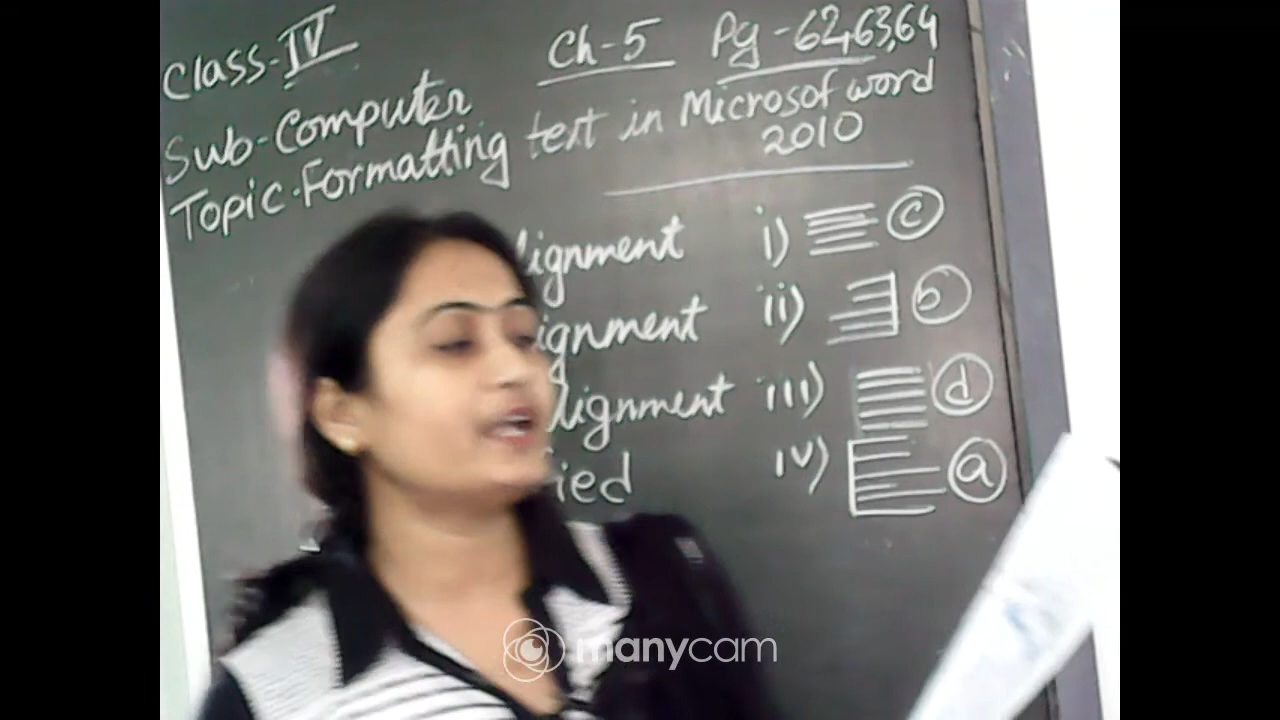 Class-IV Ch-5 Pg-62,63,64
Sub-Computer
Topic-Formatting text in Microsof word
2010
lignment i) c
ignment ii) b
lignment iii) d
ied iv) a
manycam